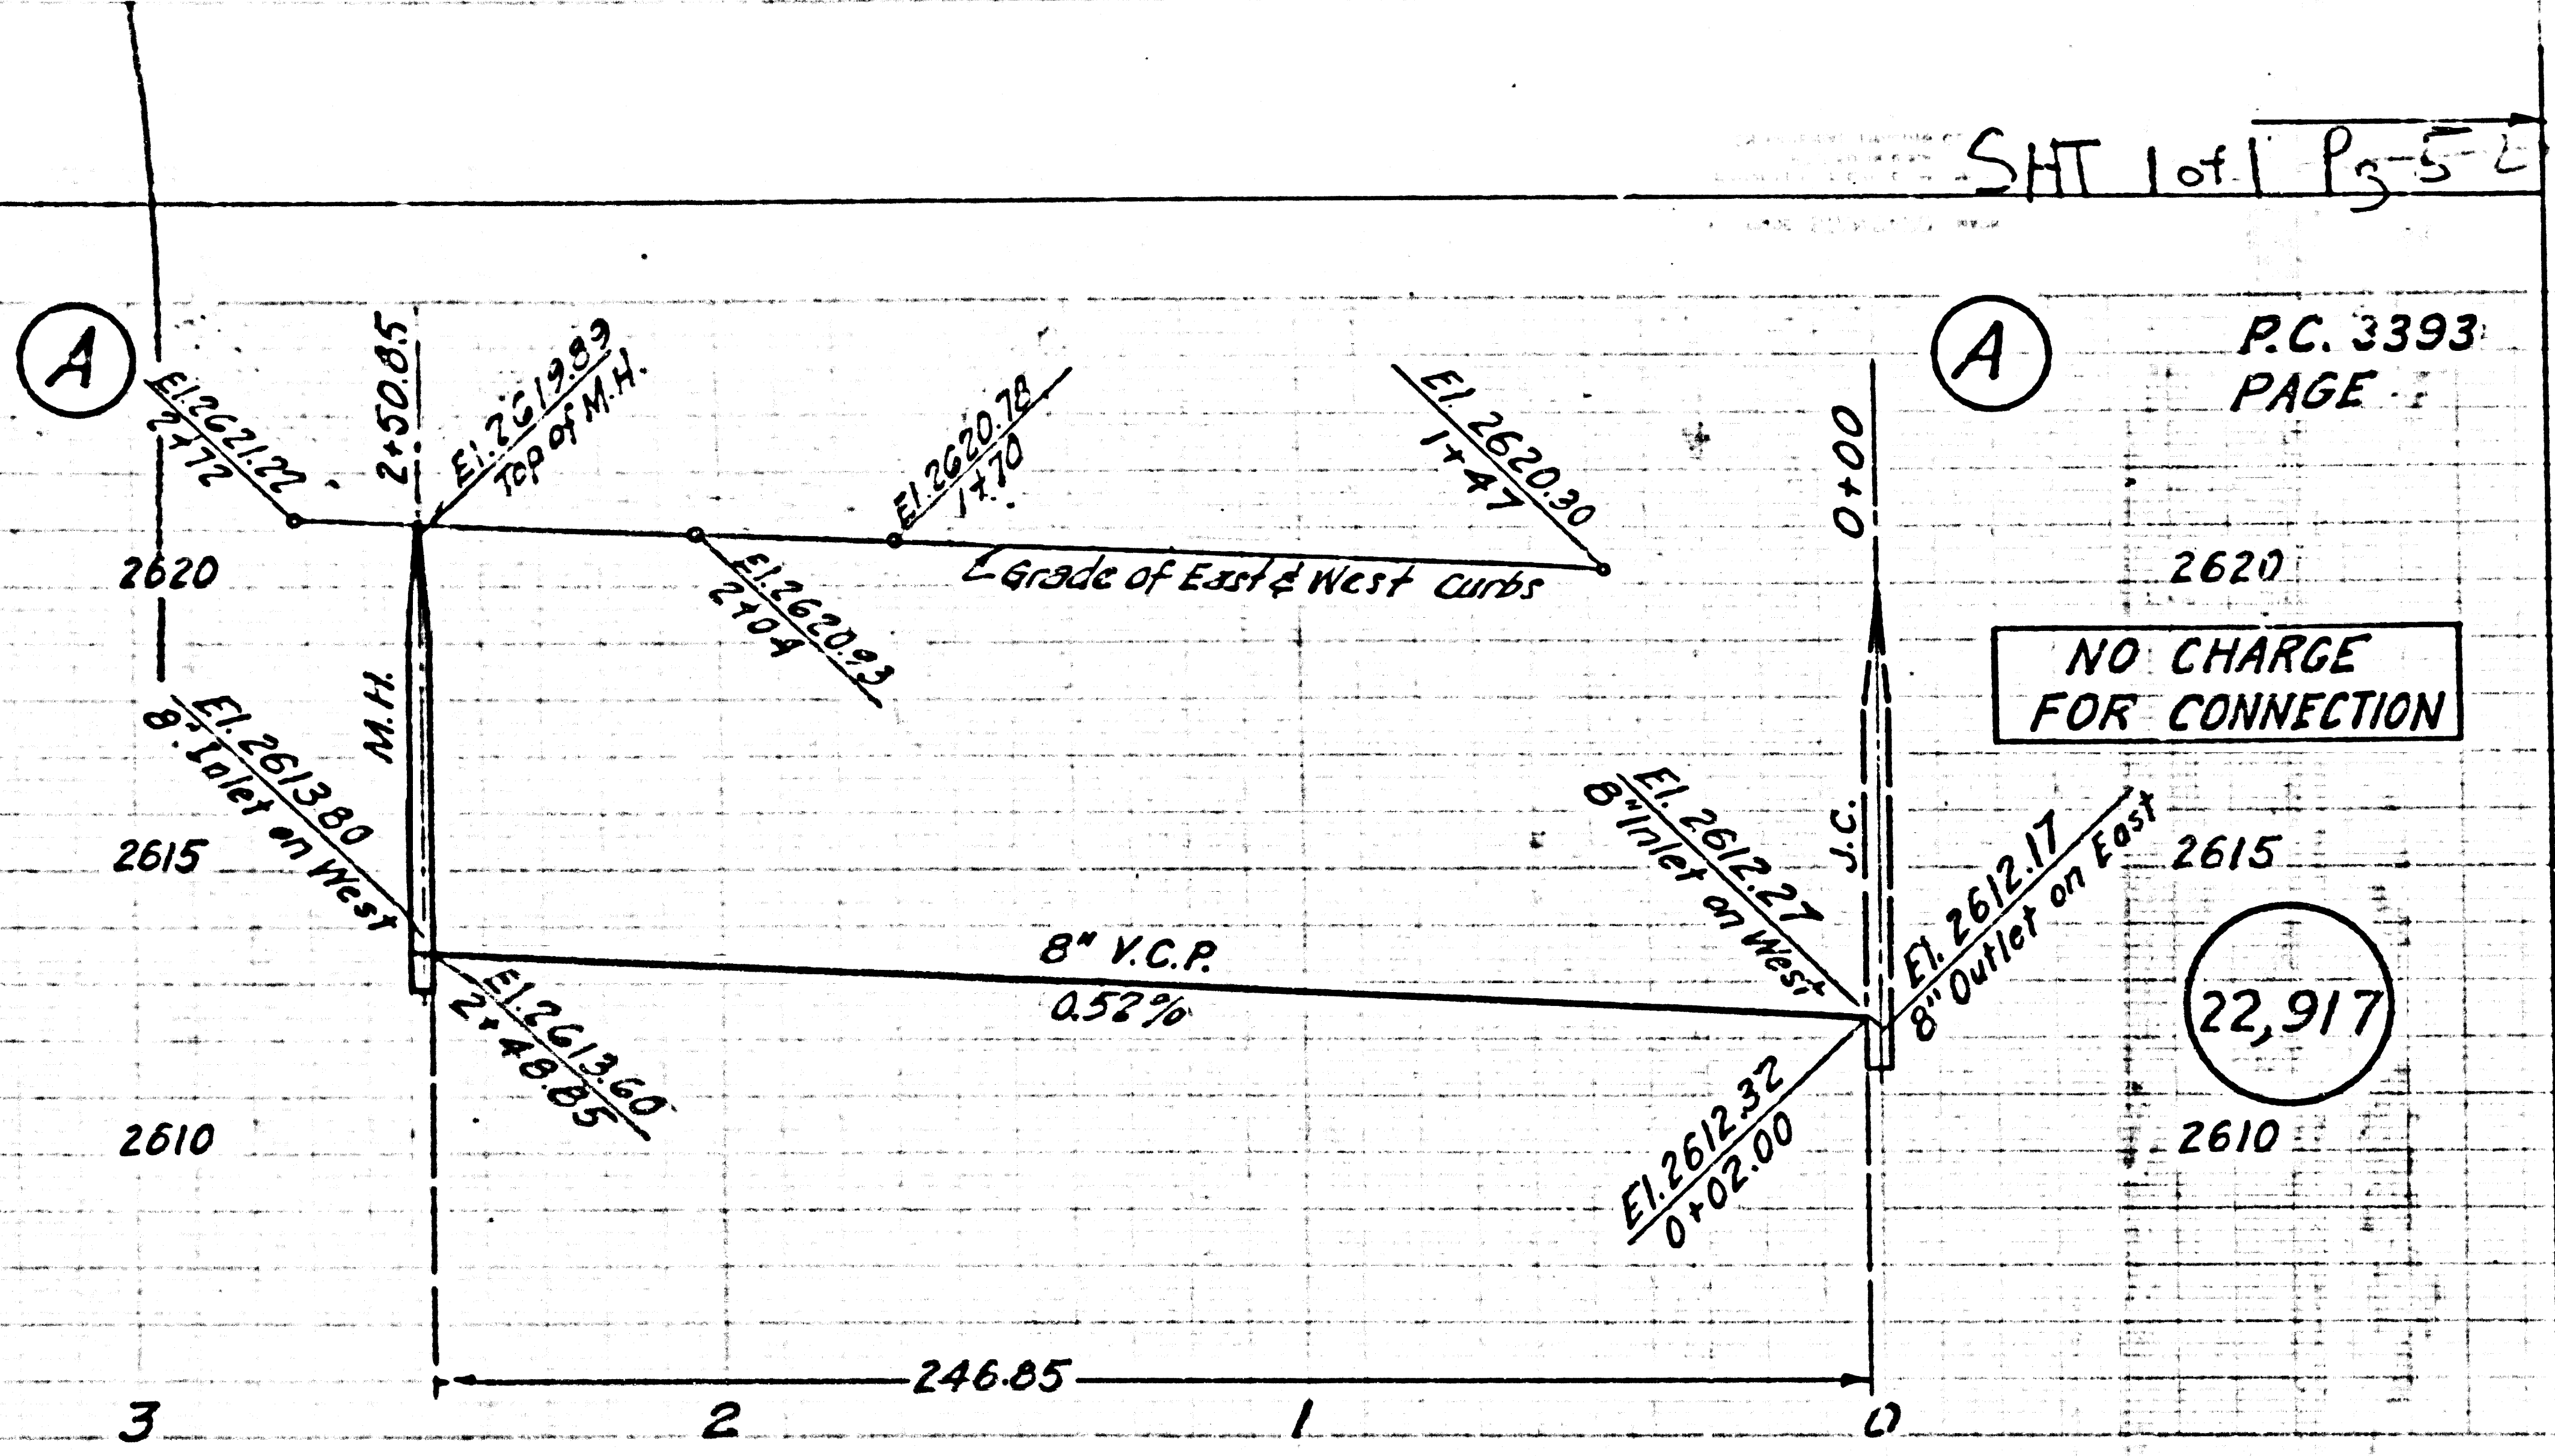 SHT 1 of 1 Pg-5
A
2+50.85
El. 2619.89
Top of M.H.
El. 2621.22
2+72
El. 2620.78
1+70
El. 2620.30
1+47
0+00
A
P.C. 3393
PAGE
2620
Grade of East & West Curbs
El. 2620.93
2+04
2620
NO CHARGE
FOR CONNECTION
M.H.
El. 2613.80
8" Inlet on West
2615
El. 2612.27
8" Inlet on West
J.C.
El. 2612.17
8" Outlet on East
2615
8" V.C.P.
0.52%
El. 2613.60
2+48.85
22,917
El. 2612.32
0+02.00
2610
2610
246.85
3
2
1
0